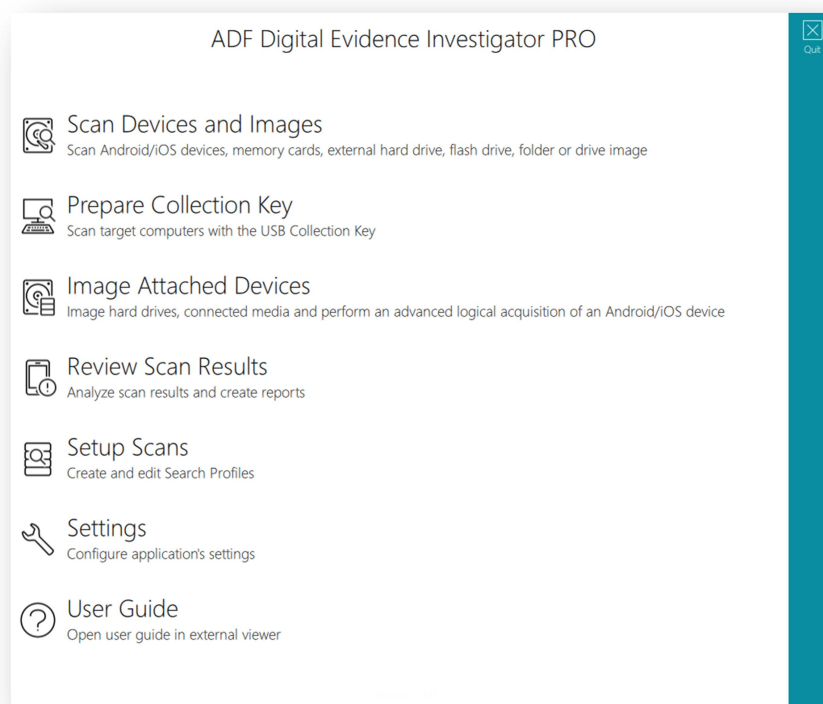 ADF Digital Evidence Investigator PRO
Quit
Scan Devices and Images
Scan Android/iOS devices, memory cards, external hard drive, flash drive, folder or drive image
Prepare Collection Key
Scan target computers with the USB Collection Key
Image Attached Devices
Image hard drives, connected media and perform an advanced logical acquisition of an Android/iOS device
Review Scan Results
Analyze scan results and create reports
Setup Scans
Create and edit Search Profiles
Settings
Configure application's settings
User Guide
Open user guide in external viewer